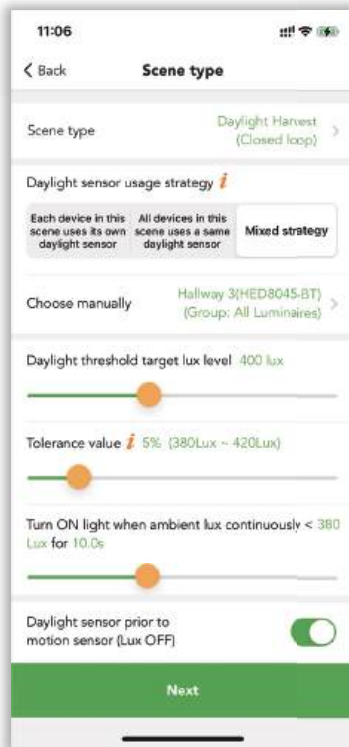 11:06
< Back Scene type
Scene type Daylight Harvest
(Closed loop) >
Daylight sensor usage strategy i
Each device in this
scene uses its own
daylight sensor
All devices in this
scene uses a same
daylight sensor
Mixed strategy
Choose manually Hallway 3(HED8045-BT)
(Group: All Luminaires) >
Daylight threshold target lux level 400 lux
Tolerance value i 5% (380Lux ~ 420Lux)
Turn ON light when ambient lux continuously < 380
Lux for 10.0s
Daylight sensor prior to
motion sensor (Lux OFF)
Next